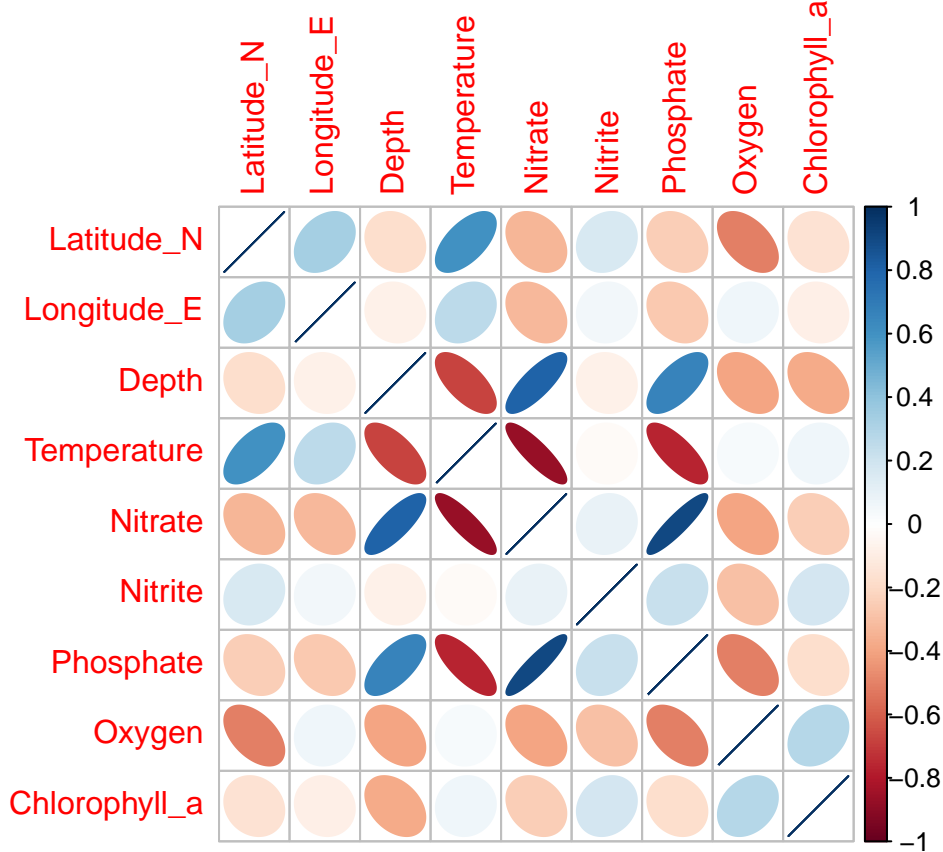 Latitude_N
Longitude_E
Depth
Temperature
Nitrate
Nitrite
Phosphate
Oxygen
Chlorophyll_a
Latitude_N
Longitude_E
Depth
Temperature
Nitrate
Nitrite
Phosphate
Oxygen
Chlorophyll_a
1
0.8
0.6
0.4
0.2
0
−0.2
−0.4
−0.6
−0.8
−1